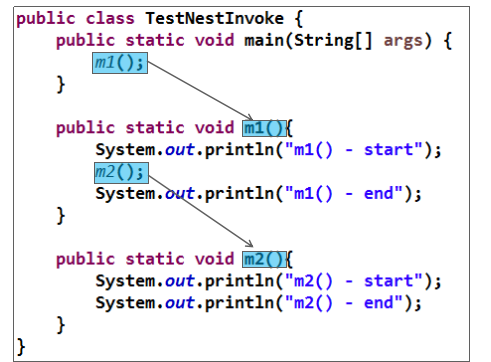 public class TestNestInvoke {
    public static void main(String[] args) {
        m1();
    }

    public static void m1(){
        System.out.println("m1() - start");
        m2();
        System.out.println("m1() - end");
    }

    public static void m2(){
        System.out.println("m2() - start");
        System.out.println("m2() - end");
    }
}